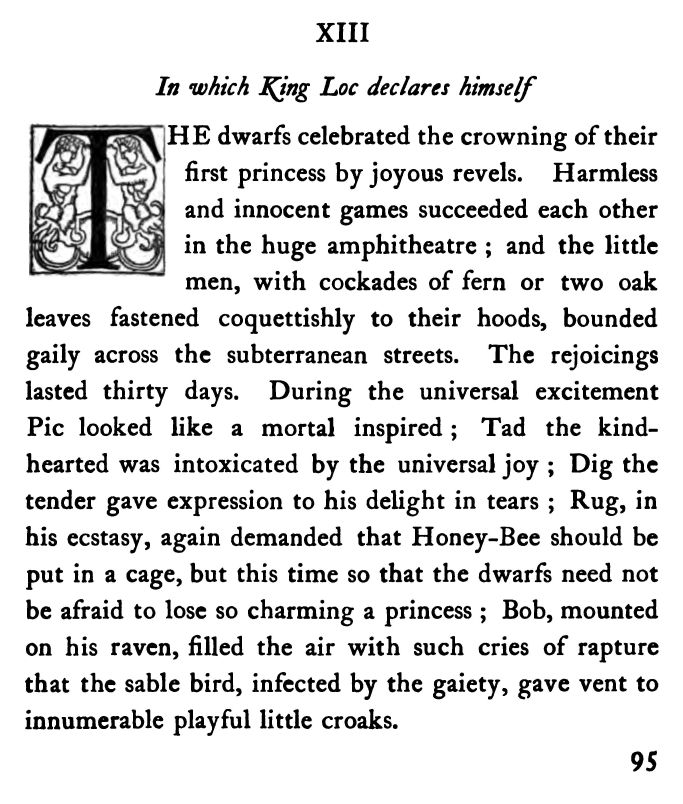 XIII
In which King Loc declares himself
THE dwarfs celebrated the crowning of their
first princess by joyous revels. Harmless
and innocent games succeeded each other
in the huge amphitheatre ; and the little
men, with cockades of fern or two oak
leaves fastened coquettishly to their hoods, bounded
gaily across the subterranean streets. The rejoicings
lasted thirty days. During the universal excitement
Pic looked like a mortal inspired ; Tad the kind-
hearted was intoxicated by the universal joy ; Dig the
tender gave expression to his delight in tears ; Rug, in
his ecstasy, again demanded that Honey-Bee should be
put in a cage, but this time so that the dwarfs need not
be afraid to lose so charming a princess ; Bob, mounted
on his raven, filled the air with such cries of rapture
that the sable bird, infected by the gaiety, gave vent to
innumerable playful little croaks.
95